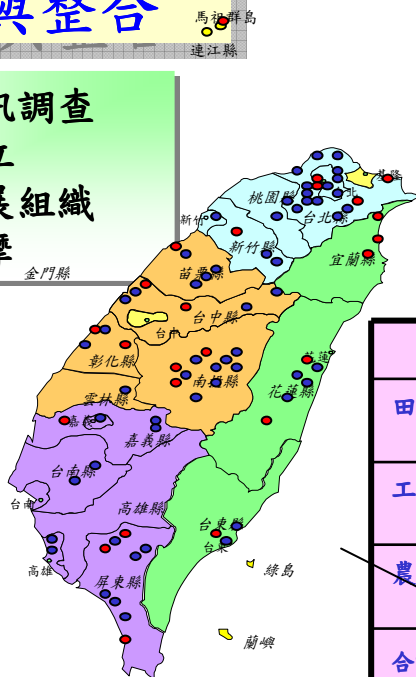 與整合
馬祖群島
連江縣
訊調查
工
展組織
摩
金門縣
基隆
台北
桃園縣
台北縣
新竹
新竹縣
宜蘭縣
苗栗縣
台中縣
台中
彰化縣
南投縣
花蓮
花蓮縣
雲林縣
嘉義
嘉義縣
台南縣
台南
高雄縣
台東縣
台東
高雄
屏東縣
綠島
蘭嶼
田
工
農
合